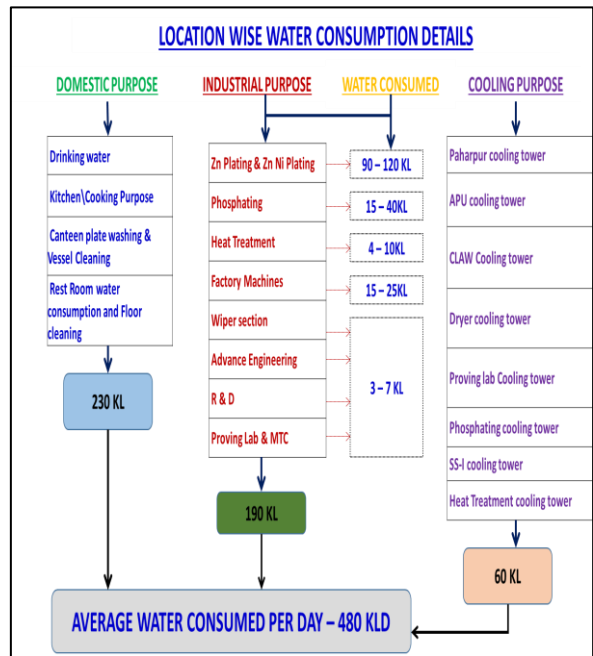 LOCATION WISE WATER CONSUMPTION DETAILS
DOMESTIC PURPOSE
Drinking water
Kitchen\Cooking Purpose
Canteen plate washing &
Vessel Cleaning
Rest Room water
consumption and Floor
cleaning
230 KL
INDUSTRIAL PURPOSE
WATER CONSUMED
Zn Plating & Zn Ni Plating
90 – 120 KL
Phosphating
15 – 40KL
Heat Treatment
4 – 10KL
Factory Machines
15 – 25KL
Wiper section
Advance Engineering
R & D
Proving Lab & MTC
3 – 7 KL
190 KL
COOLING PURPOSE
Paharpur cooling tower
APU cooling tower
CLAW Cooling tower
Dryer cooling tower
Proving lab Cooling tower
Phosphating cooling tower
SS-I cooling tower
Heat Treatment cooling tower
60 KL
AVERAGE WATER CONSUMED PER DAY – 480 KLD